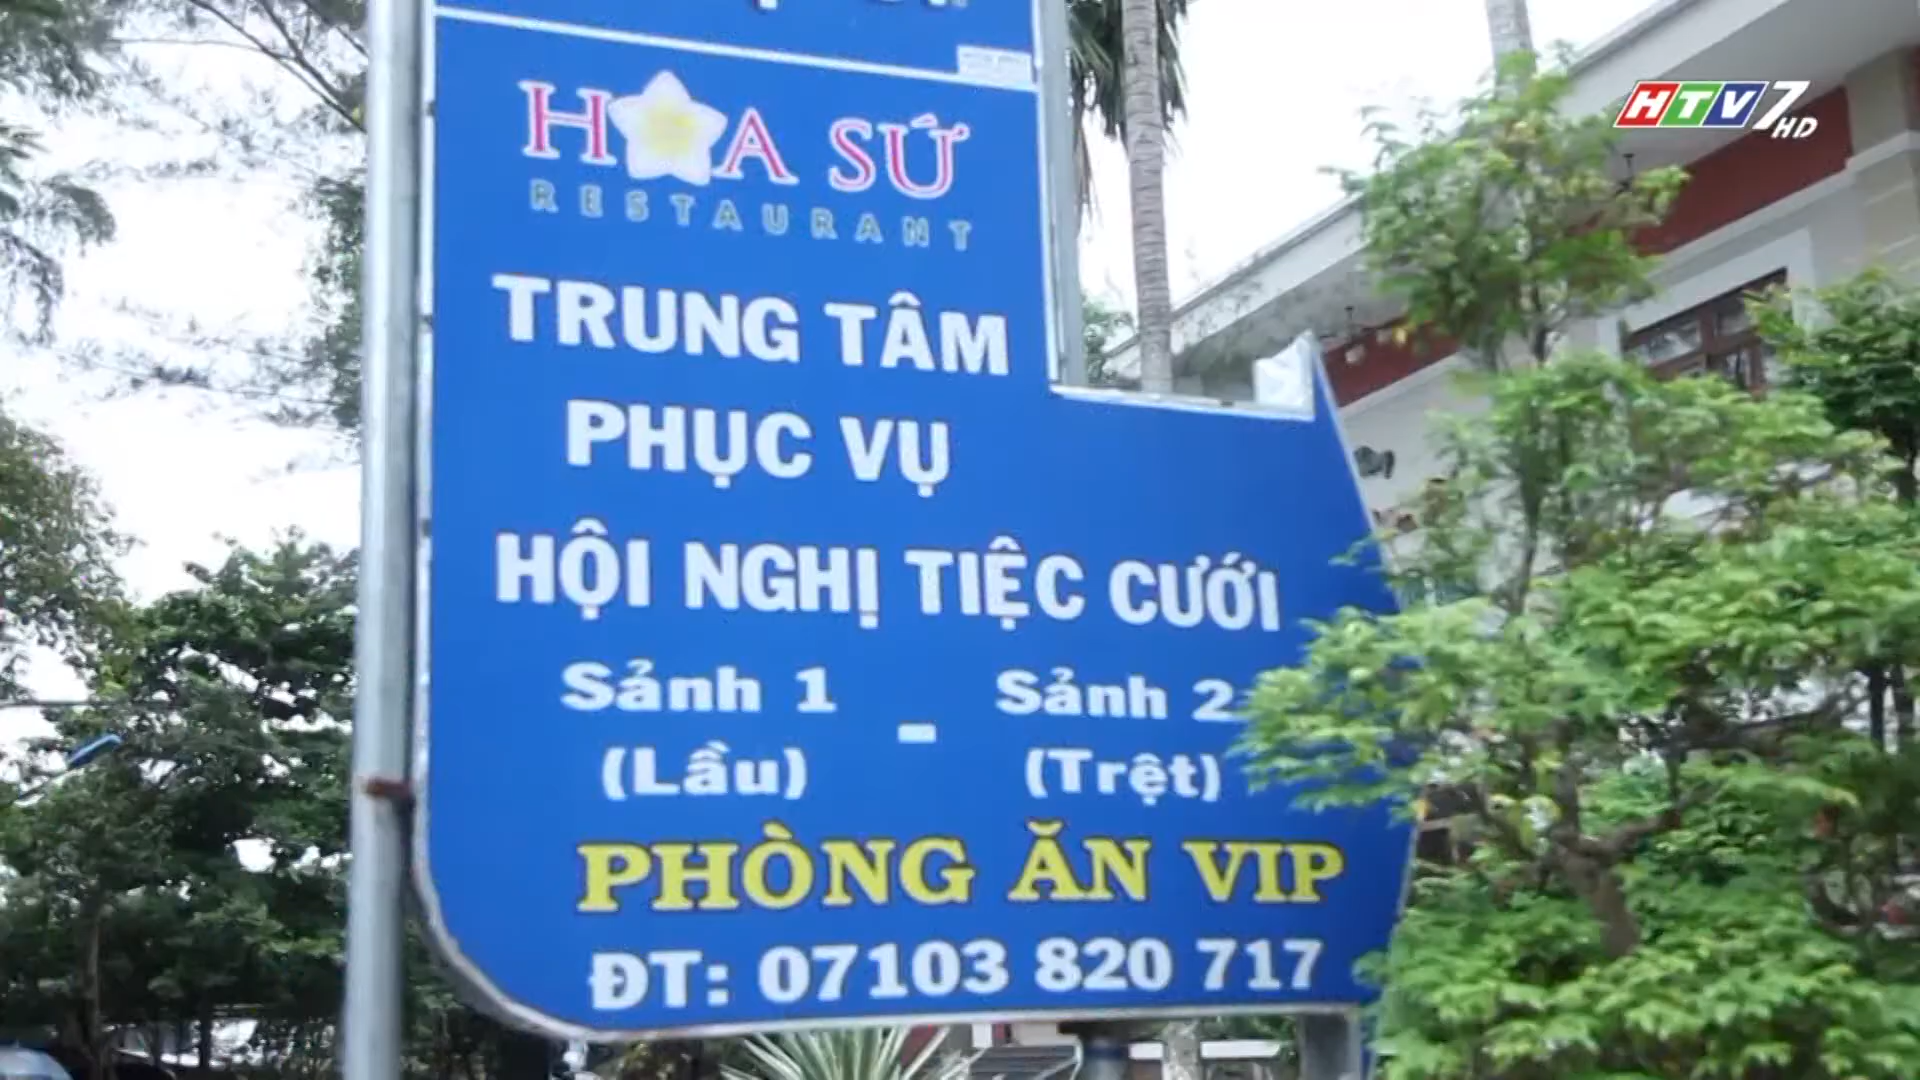 HTV7 HD
HOA SỨ
RESTAURANT
TRUNG TÂM
PHỤC VỤ
HỘI NGHỊ TIỆC CƯỚI
Sảnh 1 - Sảnh 2
(Lầu) (Trệt)
PHÒNG ĂN VIP
ĐT: 07103 820 717